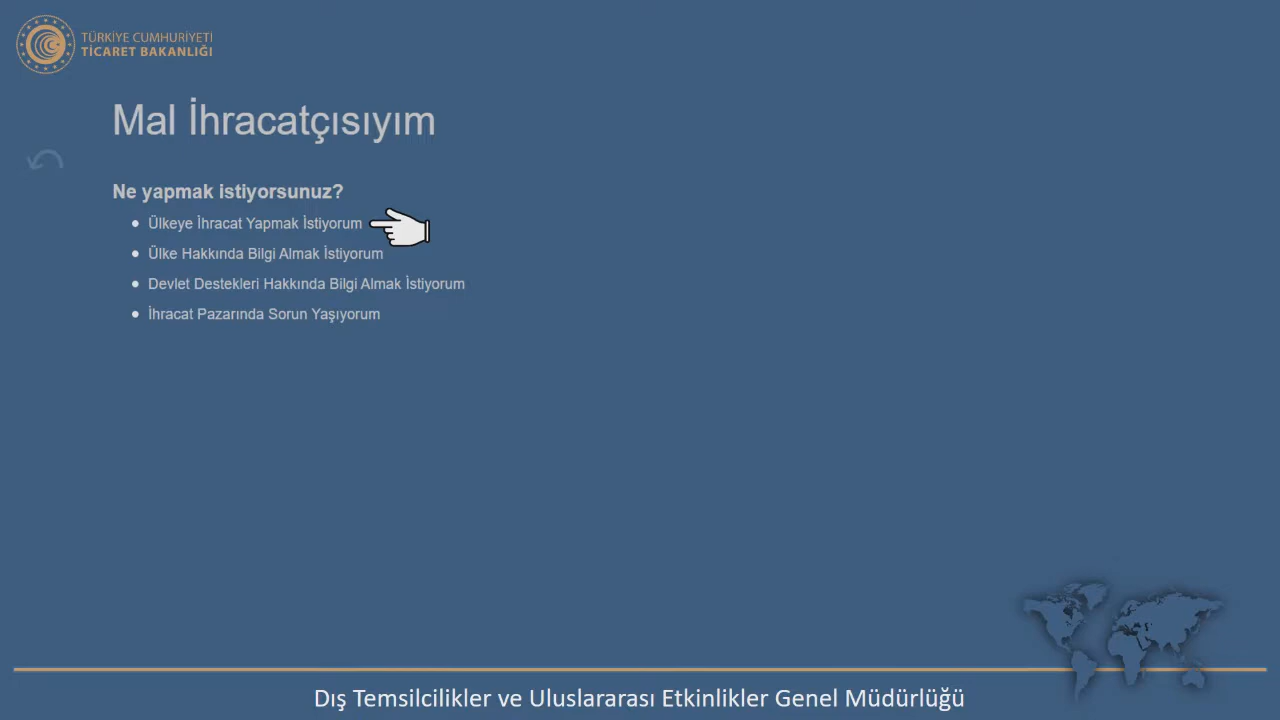 TÜRKİYE CUMHURİYETİ
TİCARET BAKANLIĞI
Mal İhracatçısıyım
Ne yapmak istiyorsunuz?
Ülkeye İhracat Yapmak İstiyorum
Ülke Hakkında Bilgi Almak İstiyorum
Devlet Destekleri Hakkında Bilgi Almak İstiyorum
İhracat Pazarında Sorun Yaşıyorum
Dış Temsilcilikler ve Uluslararası Etkinlikler Genel Müdürlüğü